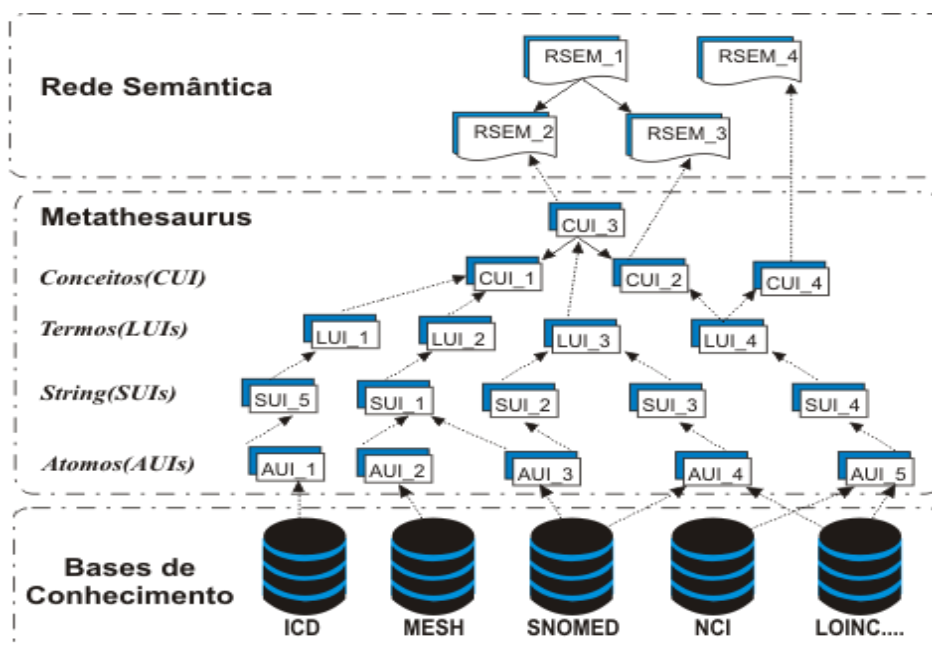 RSEM_1
RSEM_4
Rede Semântica
RSEM_2
RSEM_3
Metathesaurus
CUI_3
Conceitos(CUI)
CUI_1
CUI_2
CUI_4
Termos(LUIs)
LUI_1
LUI_2
LUI_3
LUI_4
String(SUIs)
SUI_5
SUI_1
SUI_2
SUI_3
SUI_4
Atomos(AUIs)
AUI_1
AUI_2
AUI_3
AUI_4
AUI_5
Bases de
Conhecimento
ICD
MESH
SNOMED
NCI
LOINC....